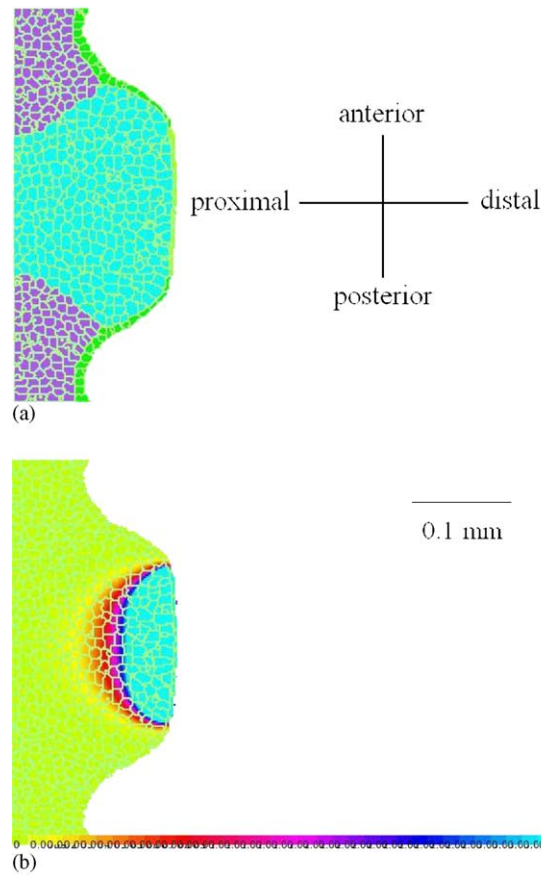 anterior
proximal distal
posterior
(a)
0.1 mm
0
(b)